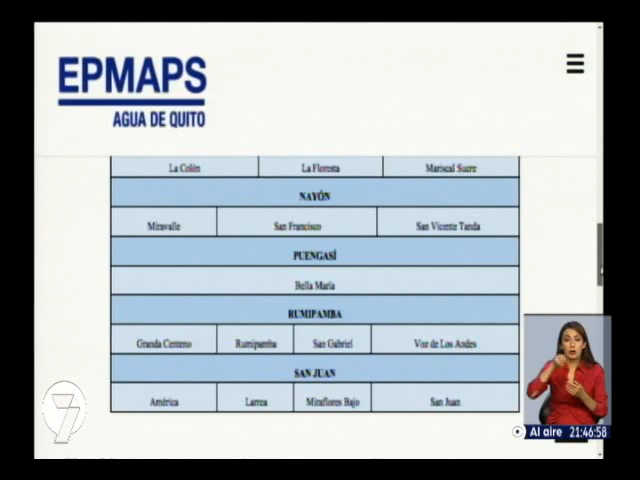 EPMAPS
AGUA DE QUITO
La Colón La Floresta Mariscal Sucre
NAYÓN
Miravalle San Francisco San Vicente Tanda
PUENGASÍ
Bella María
RUMIPAMBA
Granda Centeno Rumipamba San Gabriel Voz de Los Andes
SAN JUAN
América Larrea Miraflores Bajo San Juan
7
Al aire 21:46:58